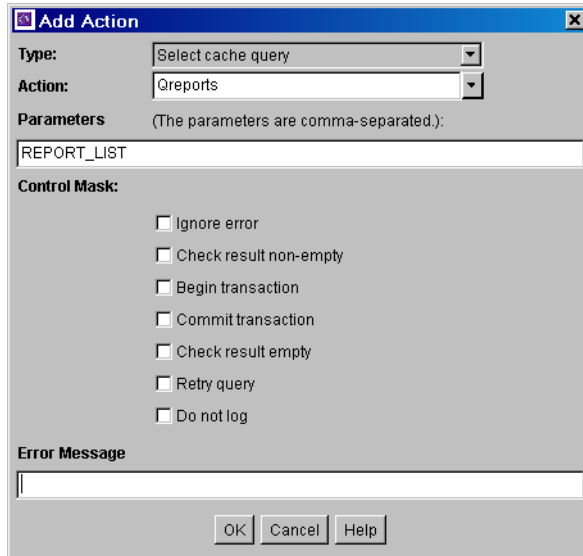 Add Action
Type: Select cache query
Action: Qreports
Parameters (The parameters are comma-separated.):
REPORT_LIST
Control Mask:
Ignore error
Check result non-empty
Begin transaction
Commit transaction
Check result empty
Retry query
Do not log
Error Message
OK Cancel Help